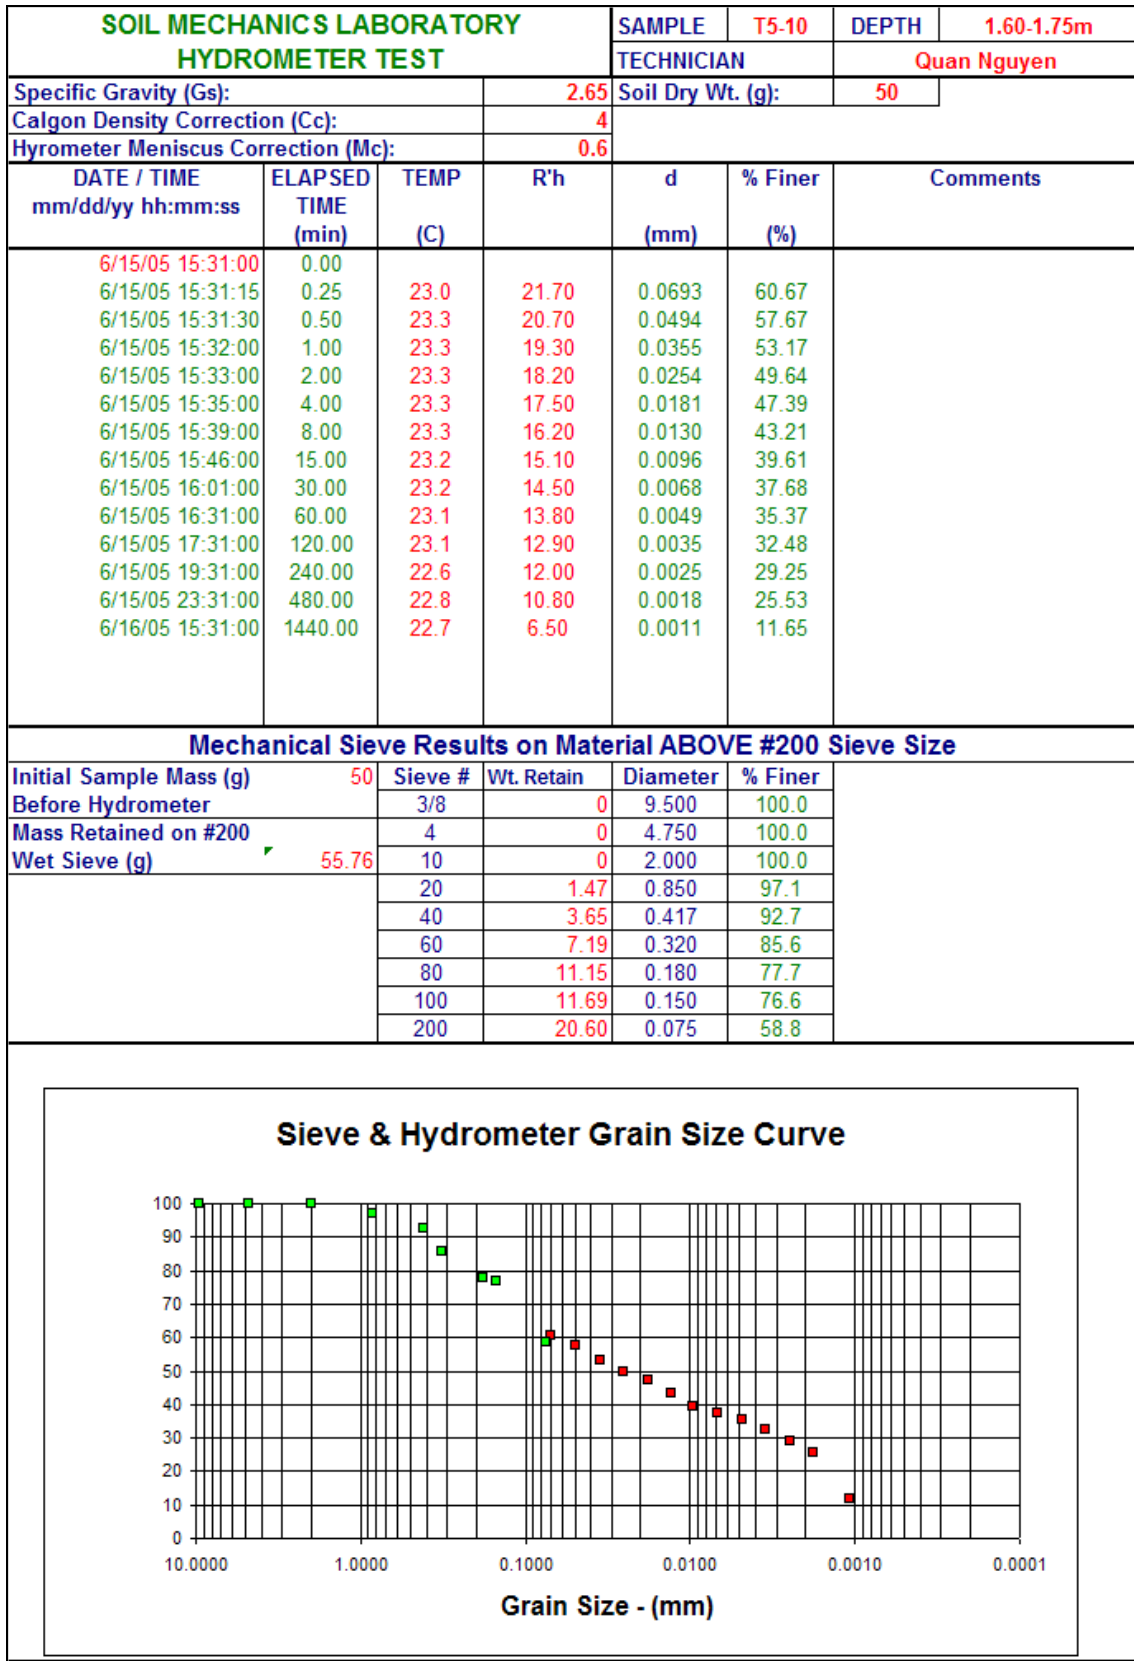 SOIL MECHANICS LABORATORY
HYDROMETER TEST
SAMPLE T5-10 DEPTH 1.60-1.75m
TECHNICIAN Quan Nguyen
Specific Gravity (Gs): 2.65 Soil Dry Wt. (g): 50
Calgon Density Correction (Cc): 4
Hyrometer Meniscus Correction (Mc): 0.6
DATE / TIME ELAPSED TEMP R'h d % Finer Comments
mm/dd/yy hh:mm:ss TIME
(min) (C) (mm) (%)
6/15/05 15:31:00 0.00
6/15/05 15:31:15 0.25 23.0 21.70 0.0693 60.67
6/15/05 15:31:30 0.50 23.3 20.70 0.0494 57.67
6/15/05 15:32:00 1.00 23.3 19.30 0.0355 53.17
6/15/05 15:33:00 2.00 23.3 18.20 0.0254 49.64
6/15/05 15:35:00 4.00 23.3 17.50 0.0181 47.39
6/15/05 15:39:00 8.00 23.3 16.20 0.0130 43.21
6/15/05 15:46:00 15.00 23.2 15.10 0.0096 39.61
6/15/05 16:01:00 30.00 23.2 14.50 0.0068 37.68
6/15/05 16:31:00 60.00 23.1 13.80 0.0049 35.37
6/15/05 17:31:00 120.00 23.1 12.90 0.0035 32.48
6/15/05 19:31:00 240.00 22.6 12.00 0.0025 29.25
6/15/05 23:31:00 480.00 22.8 10.80 0.0018 25.53
6/16/05 15:31:00 1440.00 22.7 6.50 0.0011 11.65
Mechanical Sieve Results on Material ABOVE #200 Sieve Size
Initial Sample Mass (g) 50 Sieve # Wt. Retain Diameter % Finer
Before Hydrometer 3/8 0 9.500 100.0
Mass Retained on #200 4 0 4.750 100.0
Wet Sieve (g) 55.76 10 0 2.000 100.0
20 1.47 0.850 97.1
40 3.65 0.417 92.7
60 7.19 0.320 85.6
80 11.15 0.180 77.7
100 11.69 0.150 76.6
200 20.60 0.075 58.8
Sieve & Hydrometer Grain Size Curve
100
90
80
70
60
50
40
30
20
10
0
10.0000 1.0000 0.1000 0.0100 0.0010 0.0001
Grain Size - (mm)